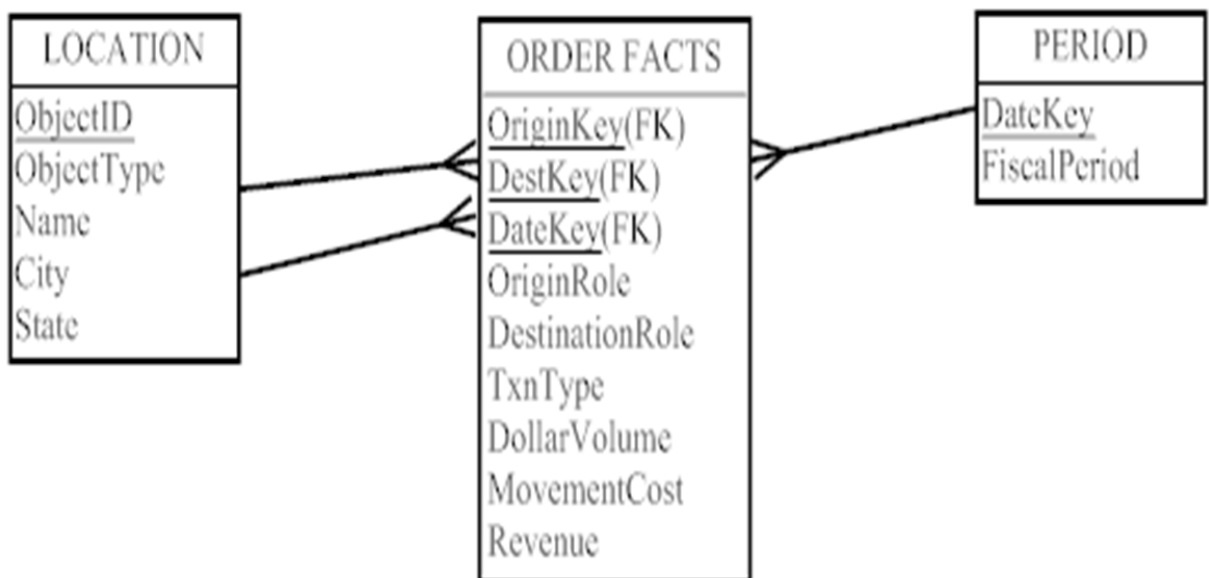 LOCATION
ObjectID
ObjectType
Name
City
State
ORDER FACTS
OriginKey(FK)
DestKey(FK)
DateKey(FK)
OriginRole
DestinationRole
TxnType
DollarVolume
MovementCost
Revenue
PERIOD
DateKey
FiscalPeriod